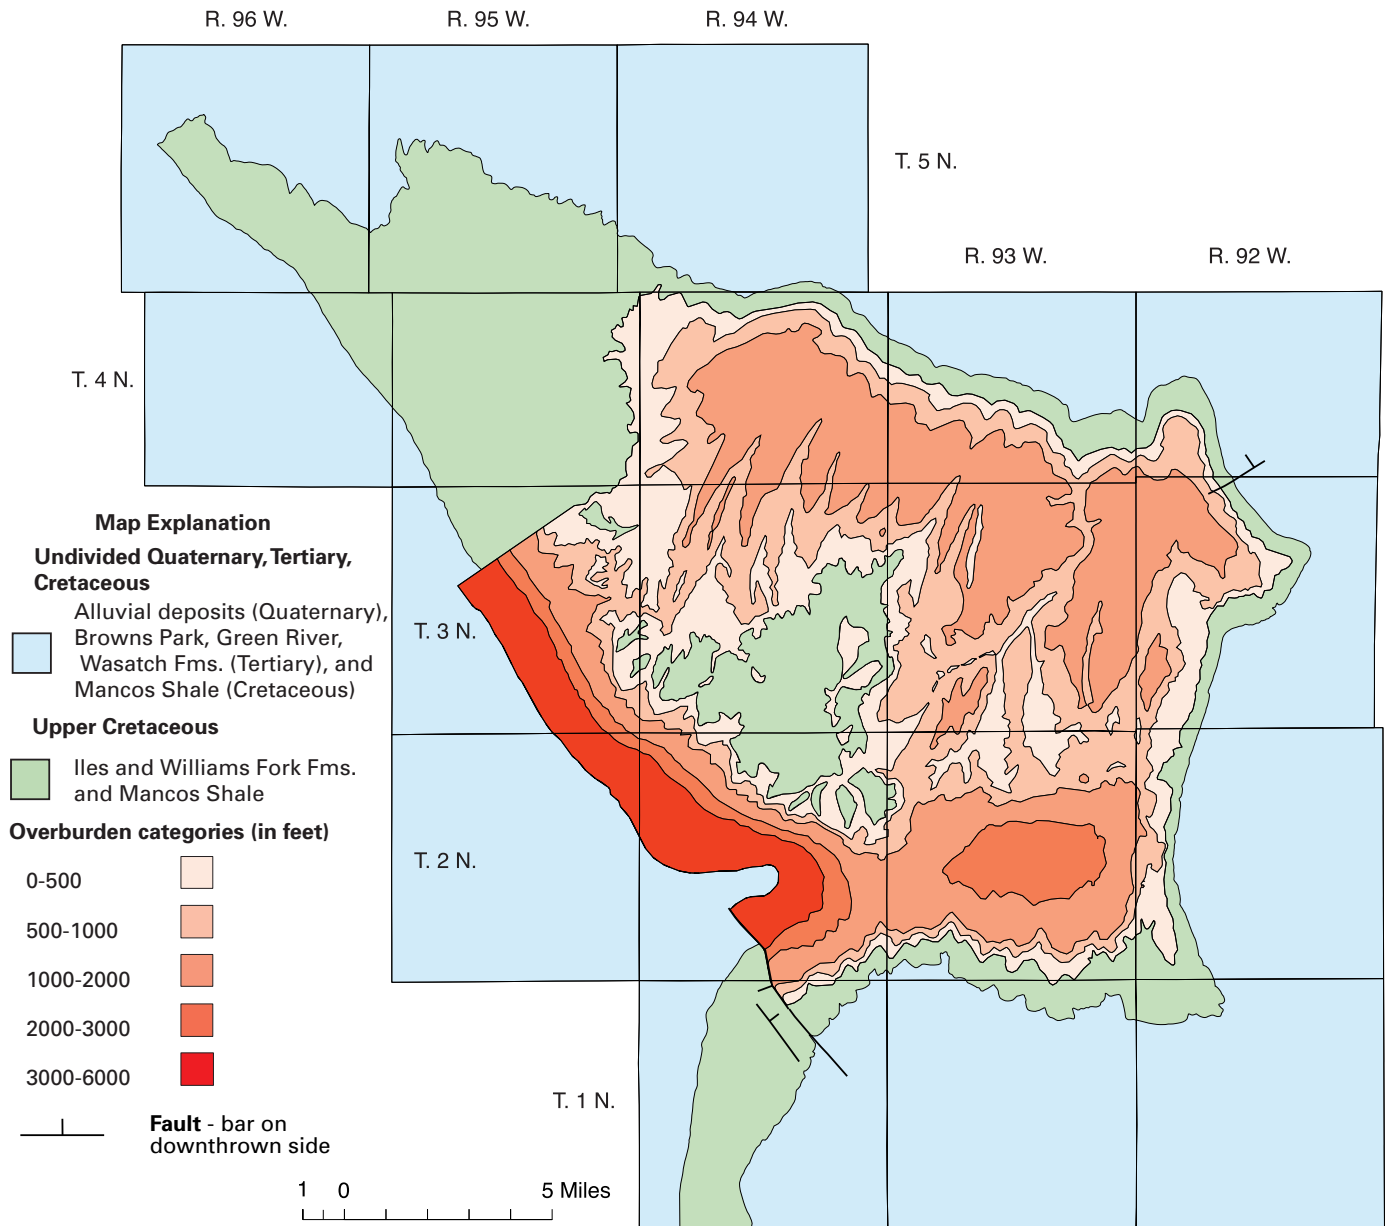 R. 96 W.
R. 95 W.
R. 94 W.
T. 5 N.
R. 93 W.
R. 92 W.
T. 4 N.
Map Explanation
Undivided Quaternary, Tertiary,
Cretaceous
Alluvial deposits (Quaternary),
Browns Park, Green River,
Wasatch Fms. (Tertiary), and
Mancos Shale (Cretaceous)
T. 3 N.
Upper Cretaceous
Iles and Williams Fork Fms.
and Mancos Shale
Overburden categories (in feet)
0-500
500-1000
1000-2000
2000-3000
3000-6000
T. 2 N.
Fault - bar on
downthrown side
T. 1 N.
1 0 5 Miles